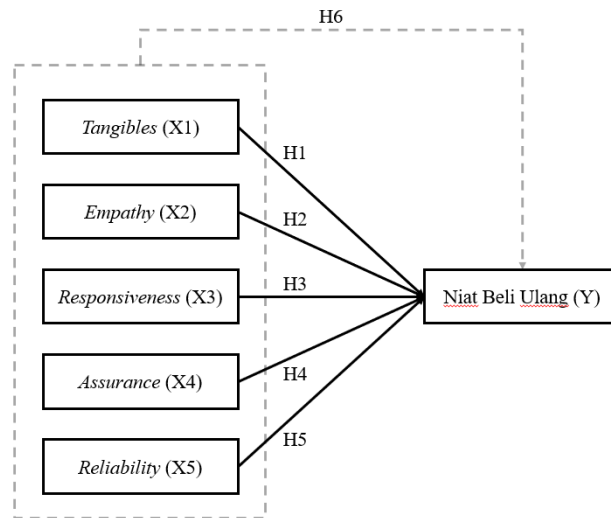 H6
Tangibles (X1)
H1
Empathy (X2)
H2
Responsiveness (X3)
H3
Niat Beli Ulang (Y)
Assurance (X4)
H4
Reliability (X5)
H5